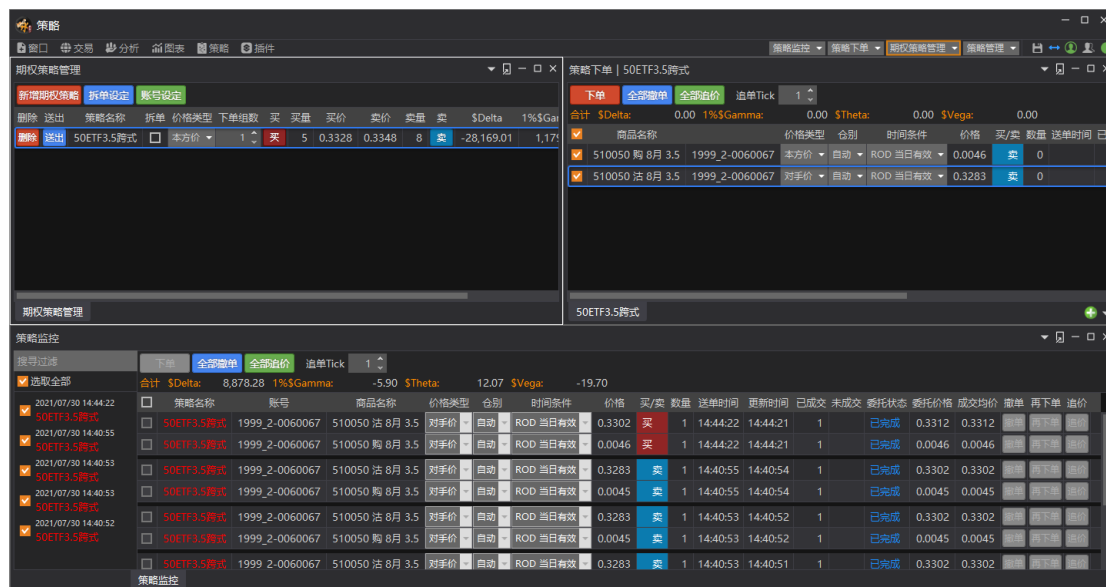 策略
窗口 交易 分析 图表 策略 插件 策略监控 策略下单 期权策略管理 策略管理
期权策略管理
新增期权策略 拆单设定 账号设定
删除 送出 策略名称 拆单 价格类型 下单组数 买 买量 买价 卖价 卖量 卖 $Delta 1%$Gar
删除 送出 50ETF3.5跨式 本方价 1 买 5 0.3328 0.3348 8 卖 -28,169.01 1,17
期权策略管理
策略下单 | 50ETF3.5跨式
下单 全部撤单 全部追价 追单Tick 1
合计 $Delta: 0.00 1%$Gamma: 0.00 $Theta: 0.00 $Vega: 0.00
商品名称 价格类型 仓别 时间条件 价格 买/卖 数量 送单时间 已
510050 购 8月 3.5 1999_2-0060067 本方价 自动 ROD 当日有效 0.0046 卖 0
510050 沽 8月 3.5 1999_2-0060067 对手价 自动 ROD 当日有效 0.3283 卖 0
50ETF3.5跨式
策略监控
搜寻过滤
选取全部
2021/07/30 14:44:22
50ETF3.5跨式
2021/07/30 14:40:55
50ETF3.5跨式
2021/07/30 14:40:53
50ETF3.5跨式
2021/07/30 14:40:53
50ETF3.5跨式
2021/07/30 14:40:52
50ETF3.5跨式
下单 全部撤单 全部追价 追单Tick 1
合计 $Delta: 8,878.28 1%$Gamma: -5.90 $Theta: 12.07 $Vega: -19.70
策略名称 账号 商品名称 价格类型 仓别 时间条件 价格 买/卖 数量 送单时间 更新时间 已成交 未成交 委托状态 委托价格 成交均价 撤单 再下单 追价
50ETF3.5跨式 1999_2-0060067 510050 沽 8月 3.5 对手价 自动 ROD 当日有效 0.3302 买 1 14:44:22 14:44:21 1 已完成 0.3312 0.3312 撤单 再下单 追价
50ETF3.5跨式 1999_2-0060067 510050 购 8月 3.5 对手价 自动 ROD 当日有效 0.0046 买 1 14:44:22 14:44:21 1 已完成 0.0046 0.0046 撤单 再下单 追价
50ETF3.5跨式 1999_2-0060067 510050 沽 8月 3.5 对手价 自动 ROD 当日有效 0.3283 卖 1 14:40:55 14:40:54 1 已完成 0.3302 0.3302 撤单 再下单 追价
50ETF3.5跨式 1999_2-0060067 510050 购 8月 3.5 对手价 自动 ROD 当日有效 0.0045 卖 1 14:40:55 14:40:54 1 已完成 0.0045 0.0045 撤单 再下单 追价
50ETF3.5跨式 1999_2-0060067 510050 沽 8月 3.5 对手价 自动 ROD 当日有效 0.3283 卖 1 14:40:53 14:40:52 1 已完成 0.3302 0.3302 撤单 再下单 追价
50ETF3.5跨式 1999_2-0060067 510050 购 8月 3.5 对手价 自动 ROD 当日有效 0.0045 卖 1 14:40:53 14:40:52 1 已完成 0.0045 0.0045 撤单 再下单 追价
50ETF3.5跨式 1999_2-0060067 510050 沽 8月 3.5 对手价 自动 ROD 当日有效 0.3283 卖 1 14:40:53 14:40:51 1 已完成 0.3302 0.3302 撤单 再下单 追价
策略监控